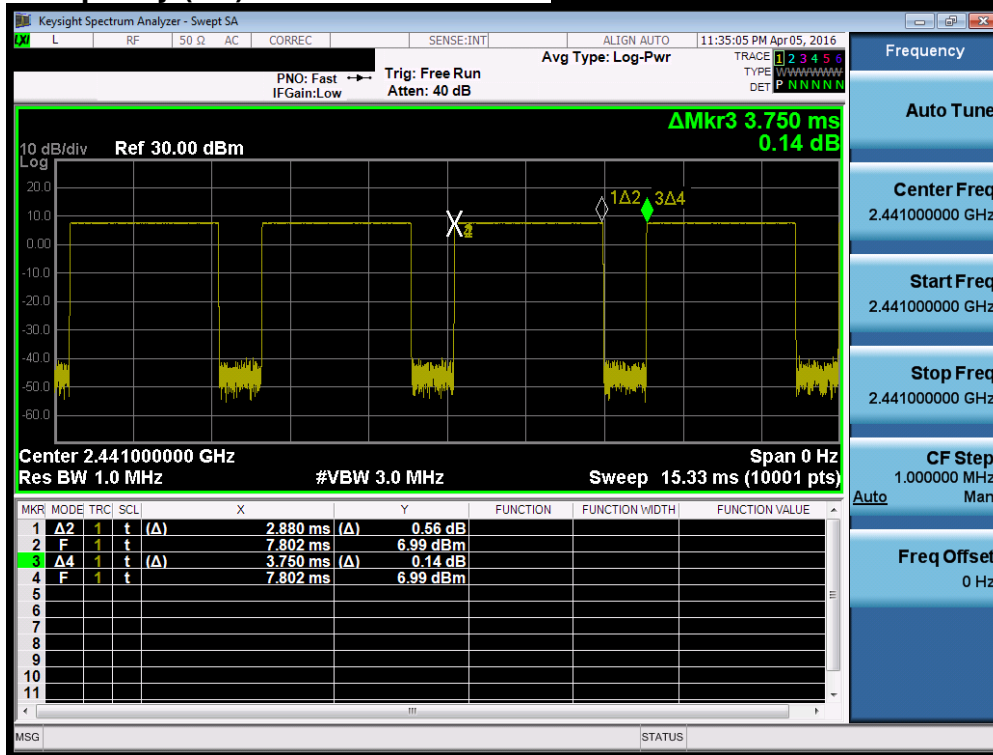 Keysight Spectrum Analyzer - Swept SA
LXI L RF 50 Ω AC CORREC SENSE:INT ALIGN AUTO 11:35:05 PM Apr 05, 2016
Frequency
PNO: Fast
IFGain:Low
Trig: Free Run
Atten: 40 dB
Avg Type: Log-Pwr
TRACE 1 2 3 4 5 6
TYPE WWWWWWW
DET P N N N N N
Auto Tune
ΔMkr3 3.750 ms
0.14 dB
10 dB/div Ref 30.00 dBm
Log
20.0
10.0
0.00
-10.0
-20.0
-30.0
-40.0
-50.0
-60.0
1Δ2 3Δ4
Center Freq
2.441000000 GHz
Start Freq
2.441000000 GHz
Stop Freq
2.441000000 GHz
CF Step
1.000000 MHz
Auto Man
Freq Offset
0 Hz
Center 2.441000000 GHz Span 0 Hz
Res BW 1.0 MHz #VBW 3.0 MHz Sweep 15.33 ms (10001 pts)
MKR MODE TRC SCL X Y FUNCTION FUNCTION WIDTH FUNCTION VALUE
1 Δ2 1 t (Δ) 2.880 ms (Δ) 0.56 dB
2 F 1 t 7.802 ms 6.99 dBm
3 Δ4 1 t (Δ) 3.750 ms (Δ) 0.14 dB
4 F 1 t 7.802 ms 6.99 dBm
5
6
7
8
9
10
11
MSG STATUS